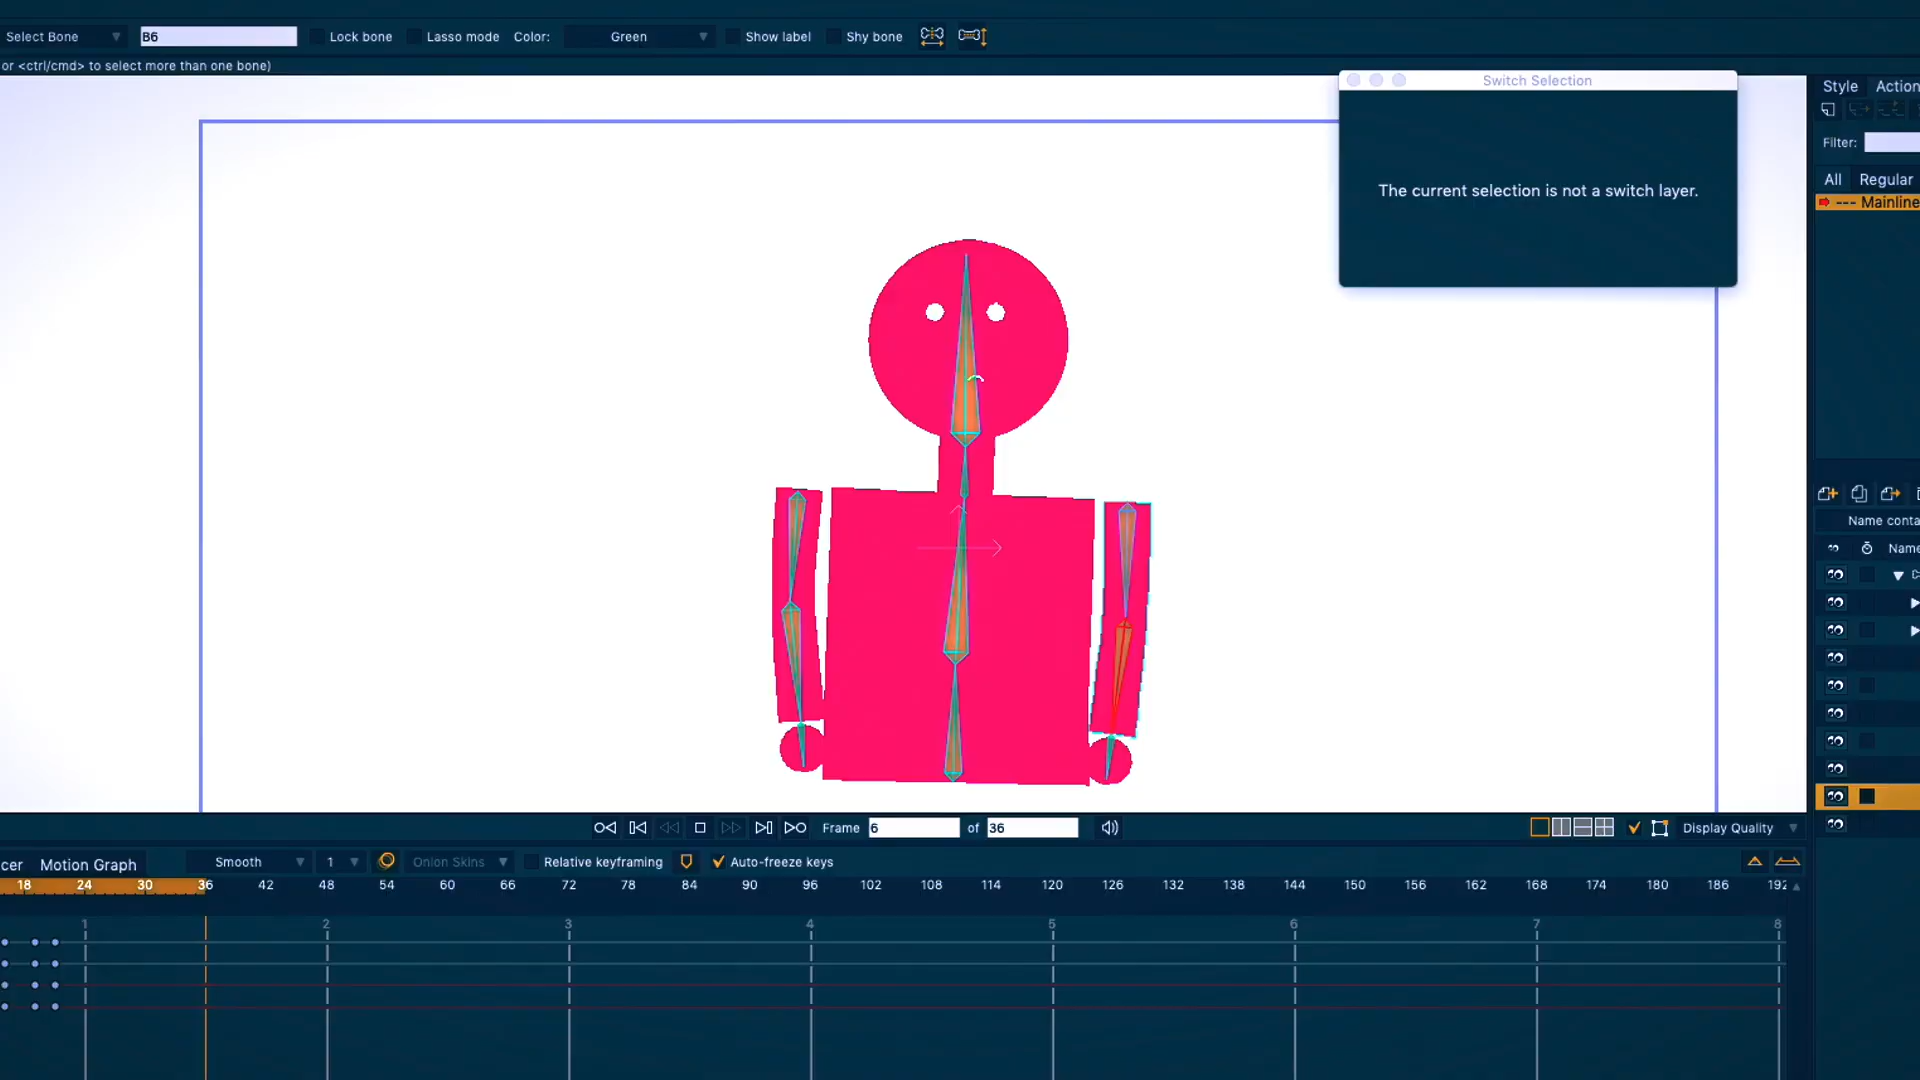 Select Bone B6 Lock bone Lasso mode Color: Green Show label Shy bone
or <ctrl/cmd> to select more than one bone)
Switch Selection
The current selection is not a switch layer.
Style Action
Filter:
All Regular
--- Mainline
Name conta
Name
Frame 6 of 36 Display Quality
cer Motion Graph Smooth 1 Onion Skins Relative keyframing Auto-freeze keys
18 24 30 36 42 48 54 60 66 72 78 84 90 96 102 108 114 120 126 132 138 144 150 156 162 168 174 180 186 192
1 2 3 4 5 6 7 8